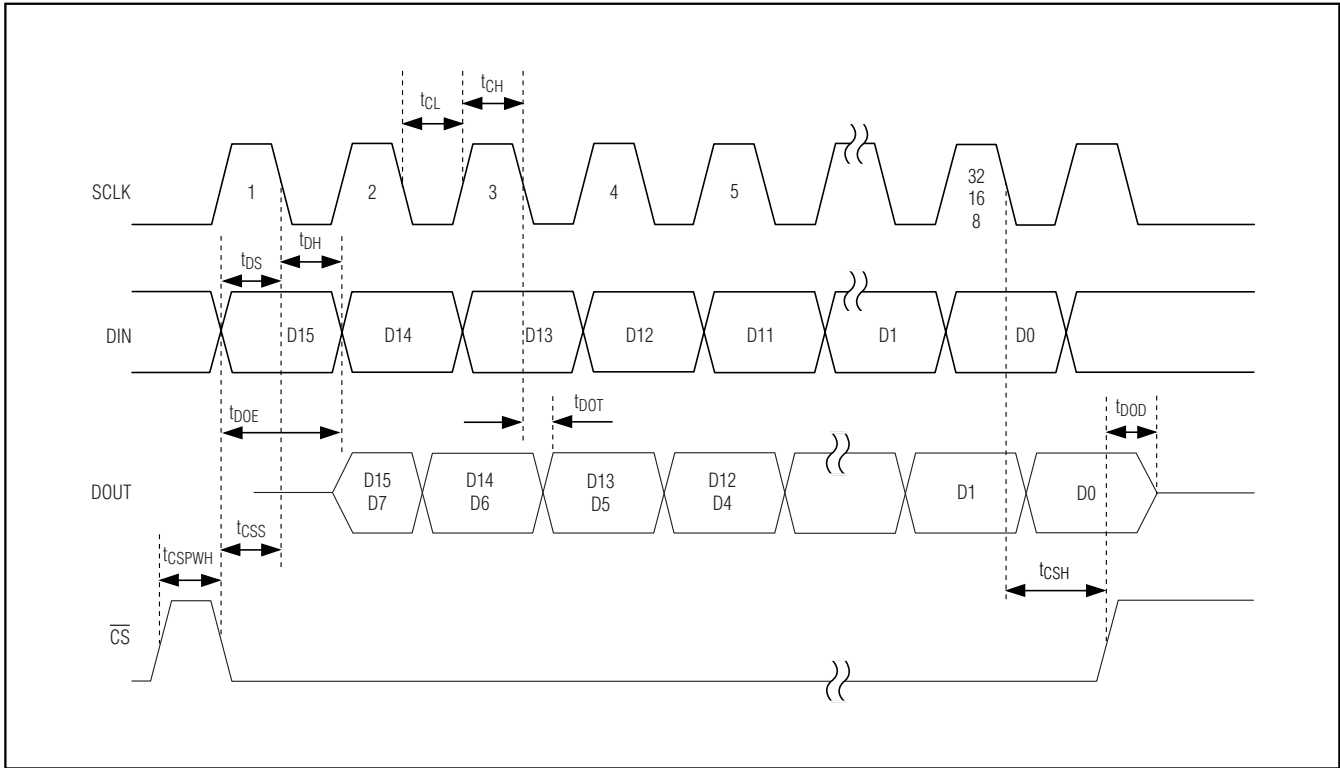 tCL
tCH
SCLK
1
2
3
4
5
32
16
8
tDS
tDH
DIN
D15
D14
D13
D12
D11
D1
D0
tDOE
tDOT
tDOD
DOUT
D15
D7
D14
D6
D13
D5
D12
D4
D1
D0
tCSPWH
tCSS
tCSH
CS